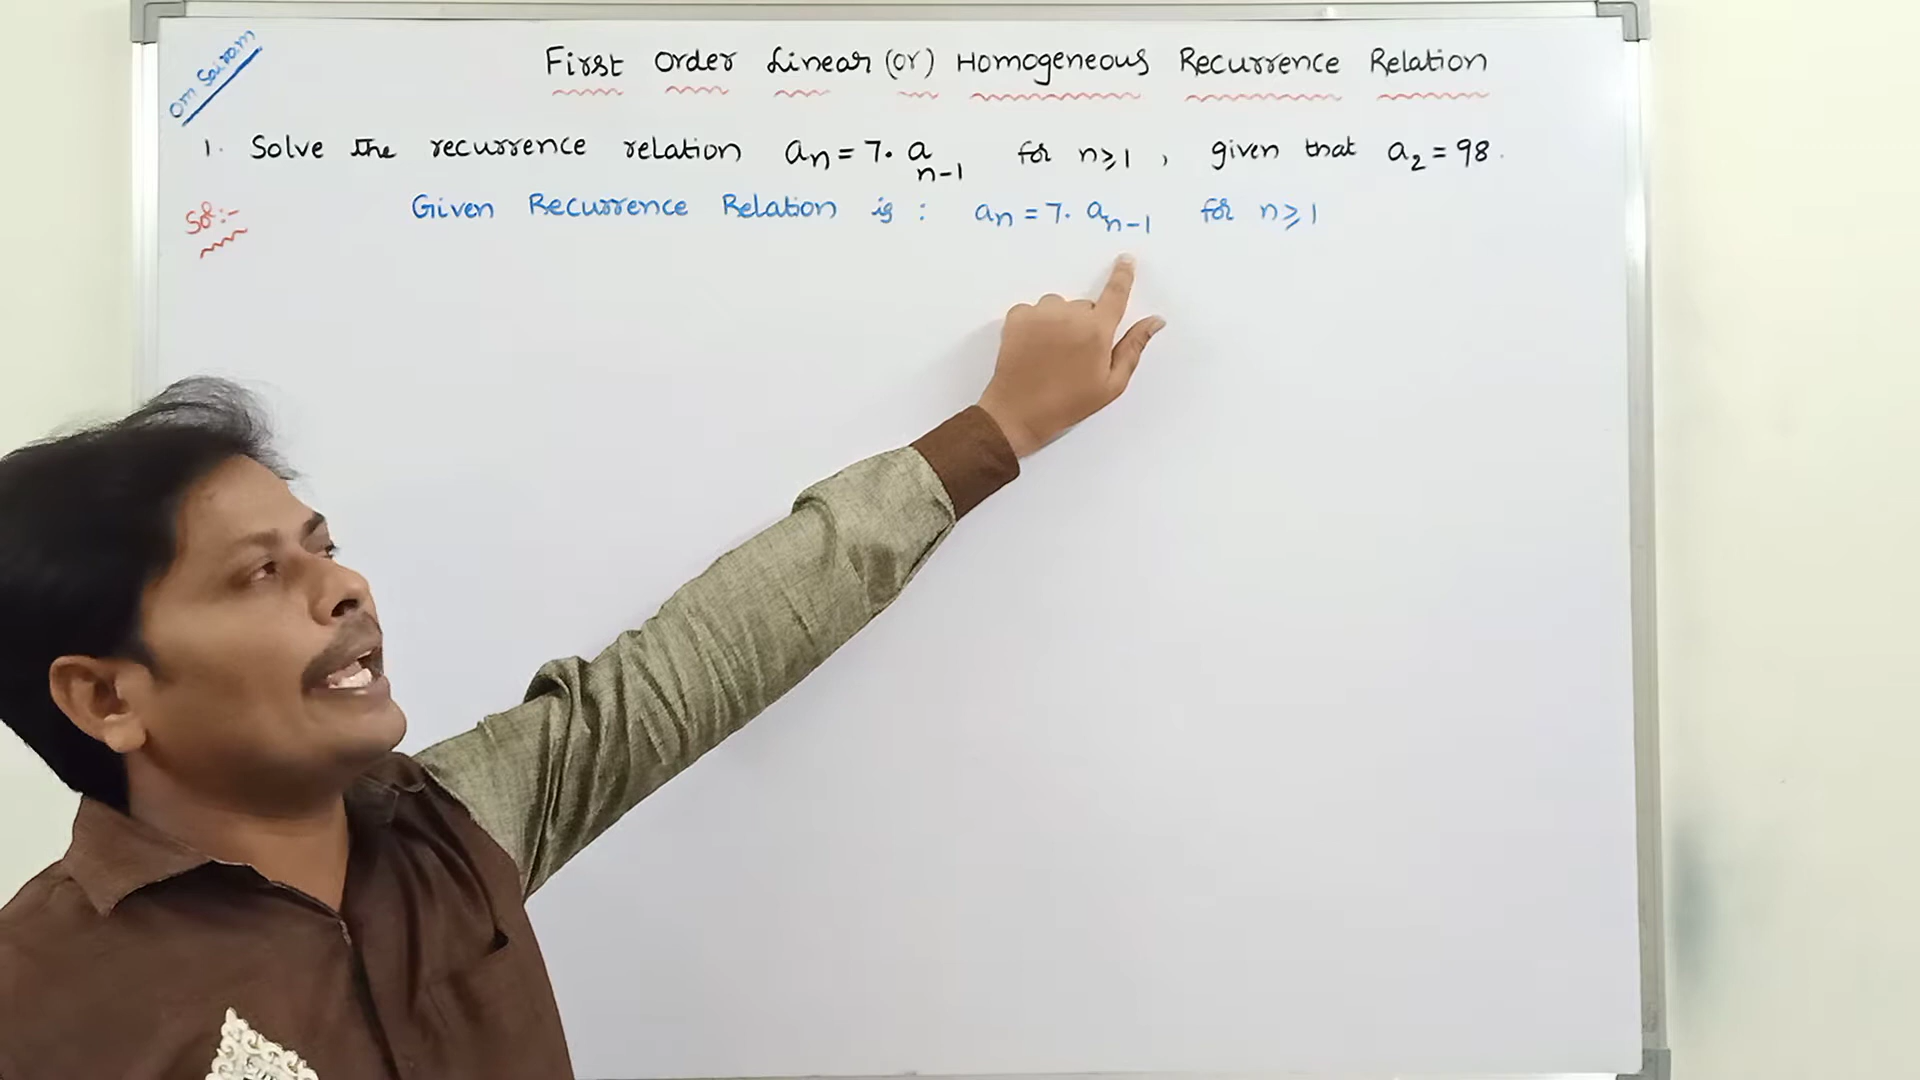 Om Sairam
First Order Linear (or) Homogeneous Recurrence Relation
1. Solve the recurrence relation aₙ = 7. aₙ₋₁ for n ≥ 1, given that a₂ = 98.
Sol:- Given Recurrence Relation is : aₙ = 7. aₙ₋₁ for n ≥ 1